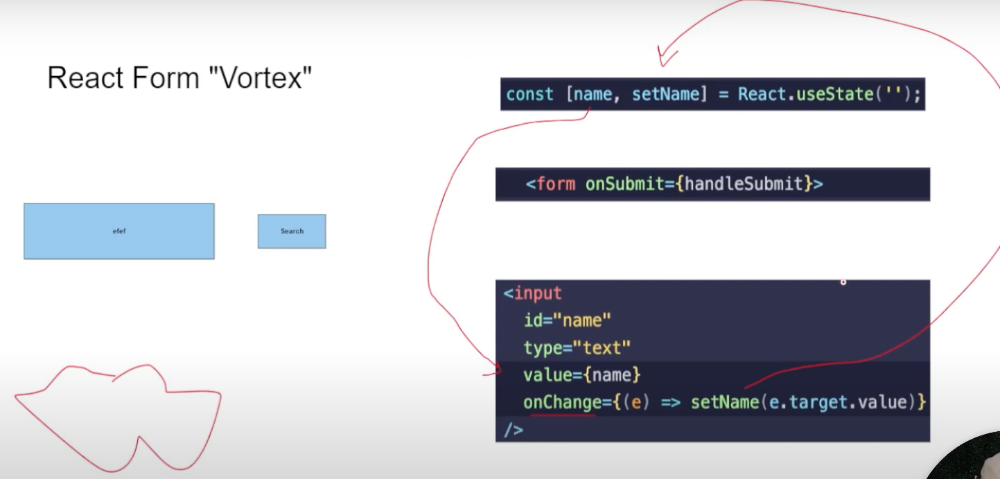 React Form "Vortex"
const [name, setName] = React.useState('');
<form onSubmit={handleSubmit}>
efef
Search
<input
id="name"
type="text"
value={name}
onChange={(e) => setName(e.target.value)}
/>